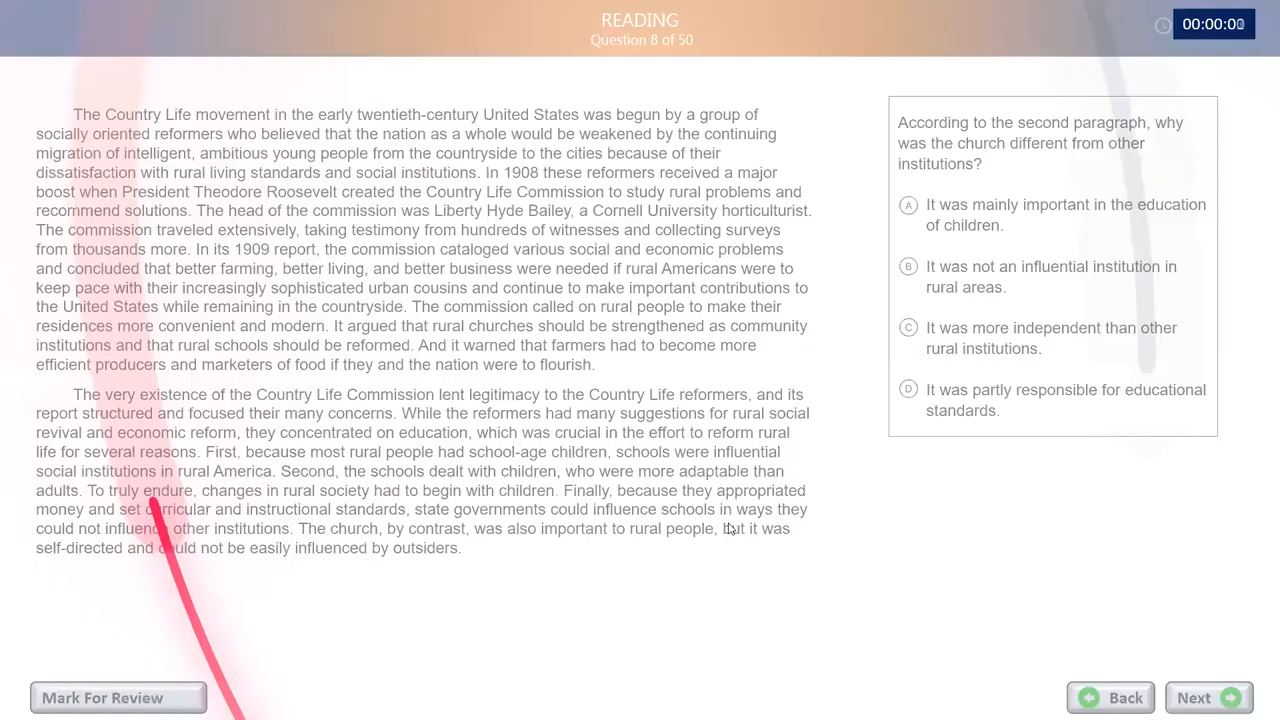 READING
Question 8 of 50
00:00:00
The Country Life movement in the early twentieth-century United States was begun by a group of
socially oriented reformers who believed that the nation as a whole would be weakened by the continuing
migration of intelligent, ambitious young people from the countryside to the cities because of their
dissatisfaction with rural living standards and social institutions. In 1908 these reformers received a major
boost when President Theodore Roosevelt created the Country Life Commission to study rural problems and
recommend solutions. The head of the commission was Liberty Hyde Bailey, a Cornell University horticulturist.
The commission traveled extensively, taking testimony from hundreds of witnesses and collecting surveys
from thousands more. In its 1909 report, the commission cataloged various social and economic problems
and concluded that better farming, better living, and better business were needed if rural Americans were to
keep pace with their increasingly sophisticated urban cousins and continue to make important contributions to
the United States while remaining in the countryside. The commission called on rural people to make their
residences more convenient and modern. It argued that rural churches should be strengthened as community
institutions and that rural schools should be reformed. And it warned that farmers had to become more
efficient producers and marketers of food if they and the nation were to flourish.
The very existence of the Country Life Commission lent legitimacy to the Country Life reformers, and its
report structured and focused their many concerns. While the reformers had many suggestions for rural social
revival and economic reform, they concentrated on education, which was crucial in the effort to reform rural
life for several reasons. First, because most rural people had school-age children, schools were influential
social institutions in rural America. Second, the schools dealt with children, who were more adaptable than
adults. To truly endure, changes in rural society had to begin with children. Finally, because they appropriated
money and set curricular and instructional standards, state governments could influence schools in ways they
could not influence other institutions. The church, by contrast, was also important to rural people, but it was
self-directed and could not be easily influenced by outsiders.
According to the second paragraph, why
was the church different from other
institutions?
A It was mainly important in the education
of children.
B It was not an influential institution in
rural areas.
C It was more independent than other
rural institutions.
D It was partly responsible for educational
standards.
Mark For Review
Back
Next